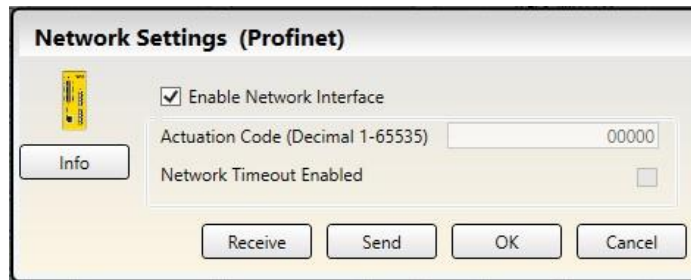 Network Settings (Profinet)
Enable Network Interface
Actuation Code (Decimal 1-65535) 00000
Info
Network Timeout Enabled
Receive Send OK Cancel